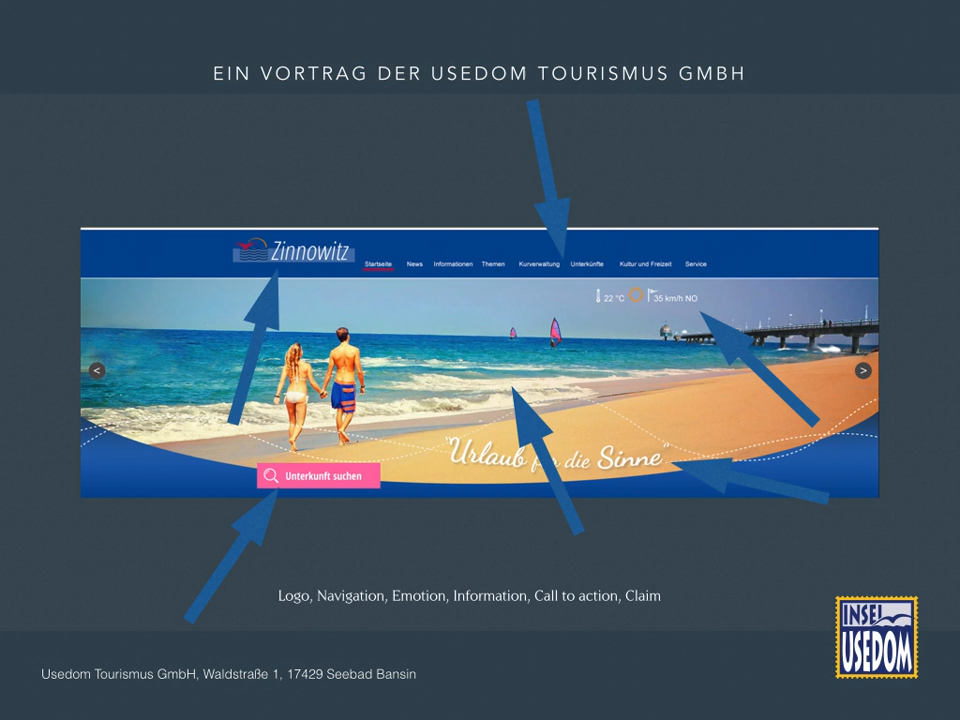 EIN VORTRAG DER USEDOM TOURISMUS GMBH
Zinnowitz
Startseite News Informationen Themen Kurverwaltung Unterkünfte Kultur und Freizeit Service
22 °C 35 km/h NO
< >
"Urlaub für die Sinne"
Unterkunft suchen
Logo, Navigation, Emotion, Information, Call to action, Claim
INSEL
USEDOM
Usedom Tourismus GmbH, Waldstraße 1, 17429 Seebad Bansin